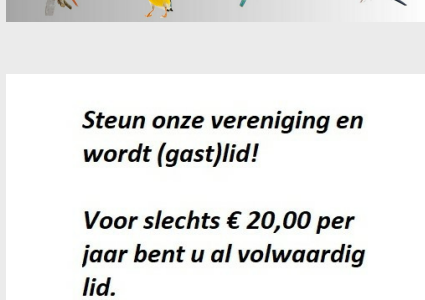 Steun onze vereniging en
wordt (gast)lid!
Voor slechts € 20,00 per
jaar bent u al volwaardig
lid.